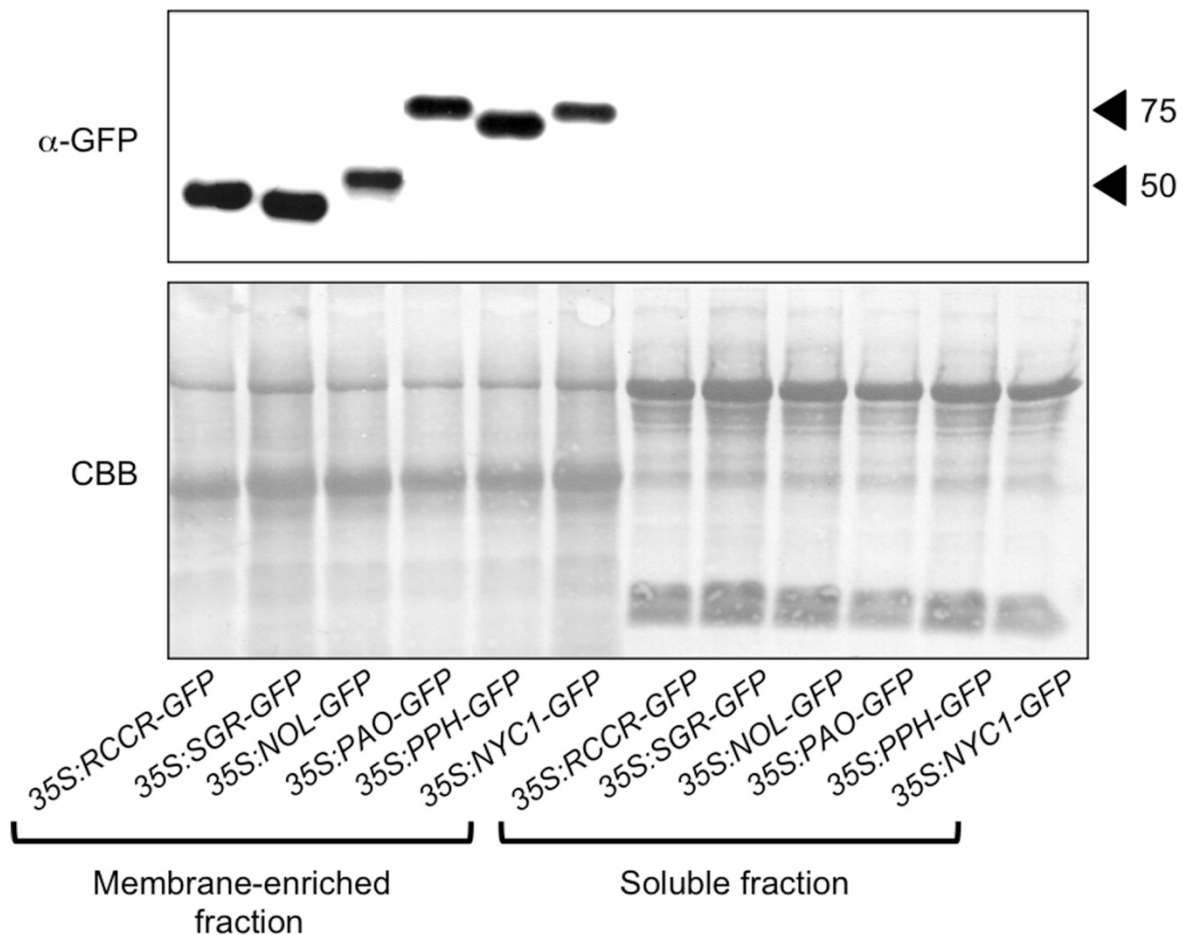 α-GFP
75
50
CBB
35S:RCCR-GFP
35S:SGR-GFP
35S:NOL-GFP
35S:PAO-GFP
35S:PPH-GFP
35S:NYC1-GFP
35S:RCCR-GFP
35S:SGR-GFP
35S:NOL-GFP
35S:PAO-GFP
35S:PPH-GFP
35S:NYC1-GFP
Membrane-enriched
fraction
Soluble fraction